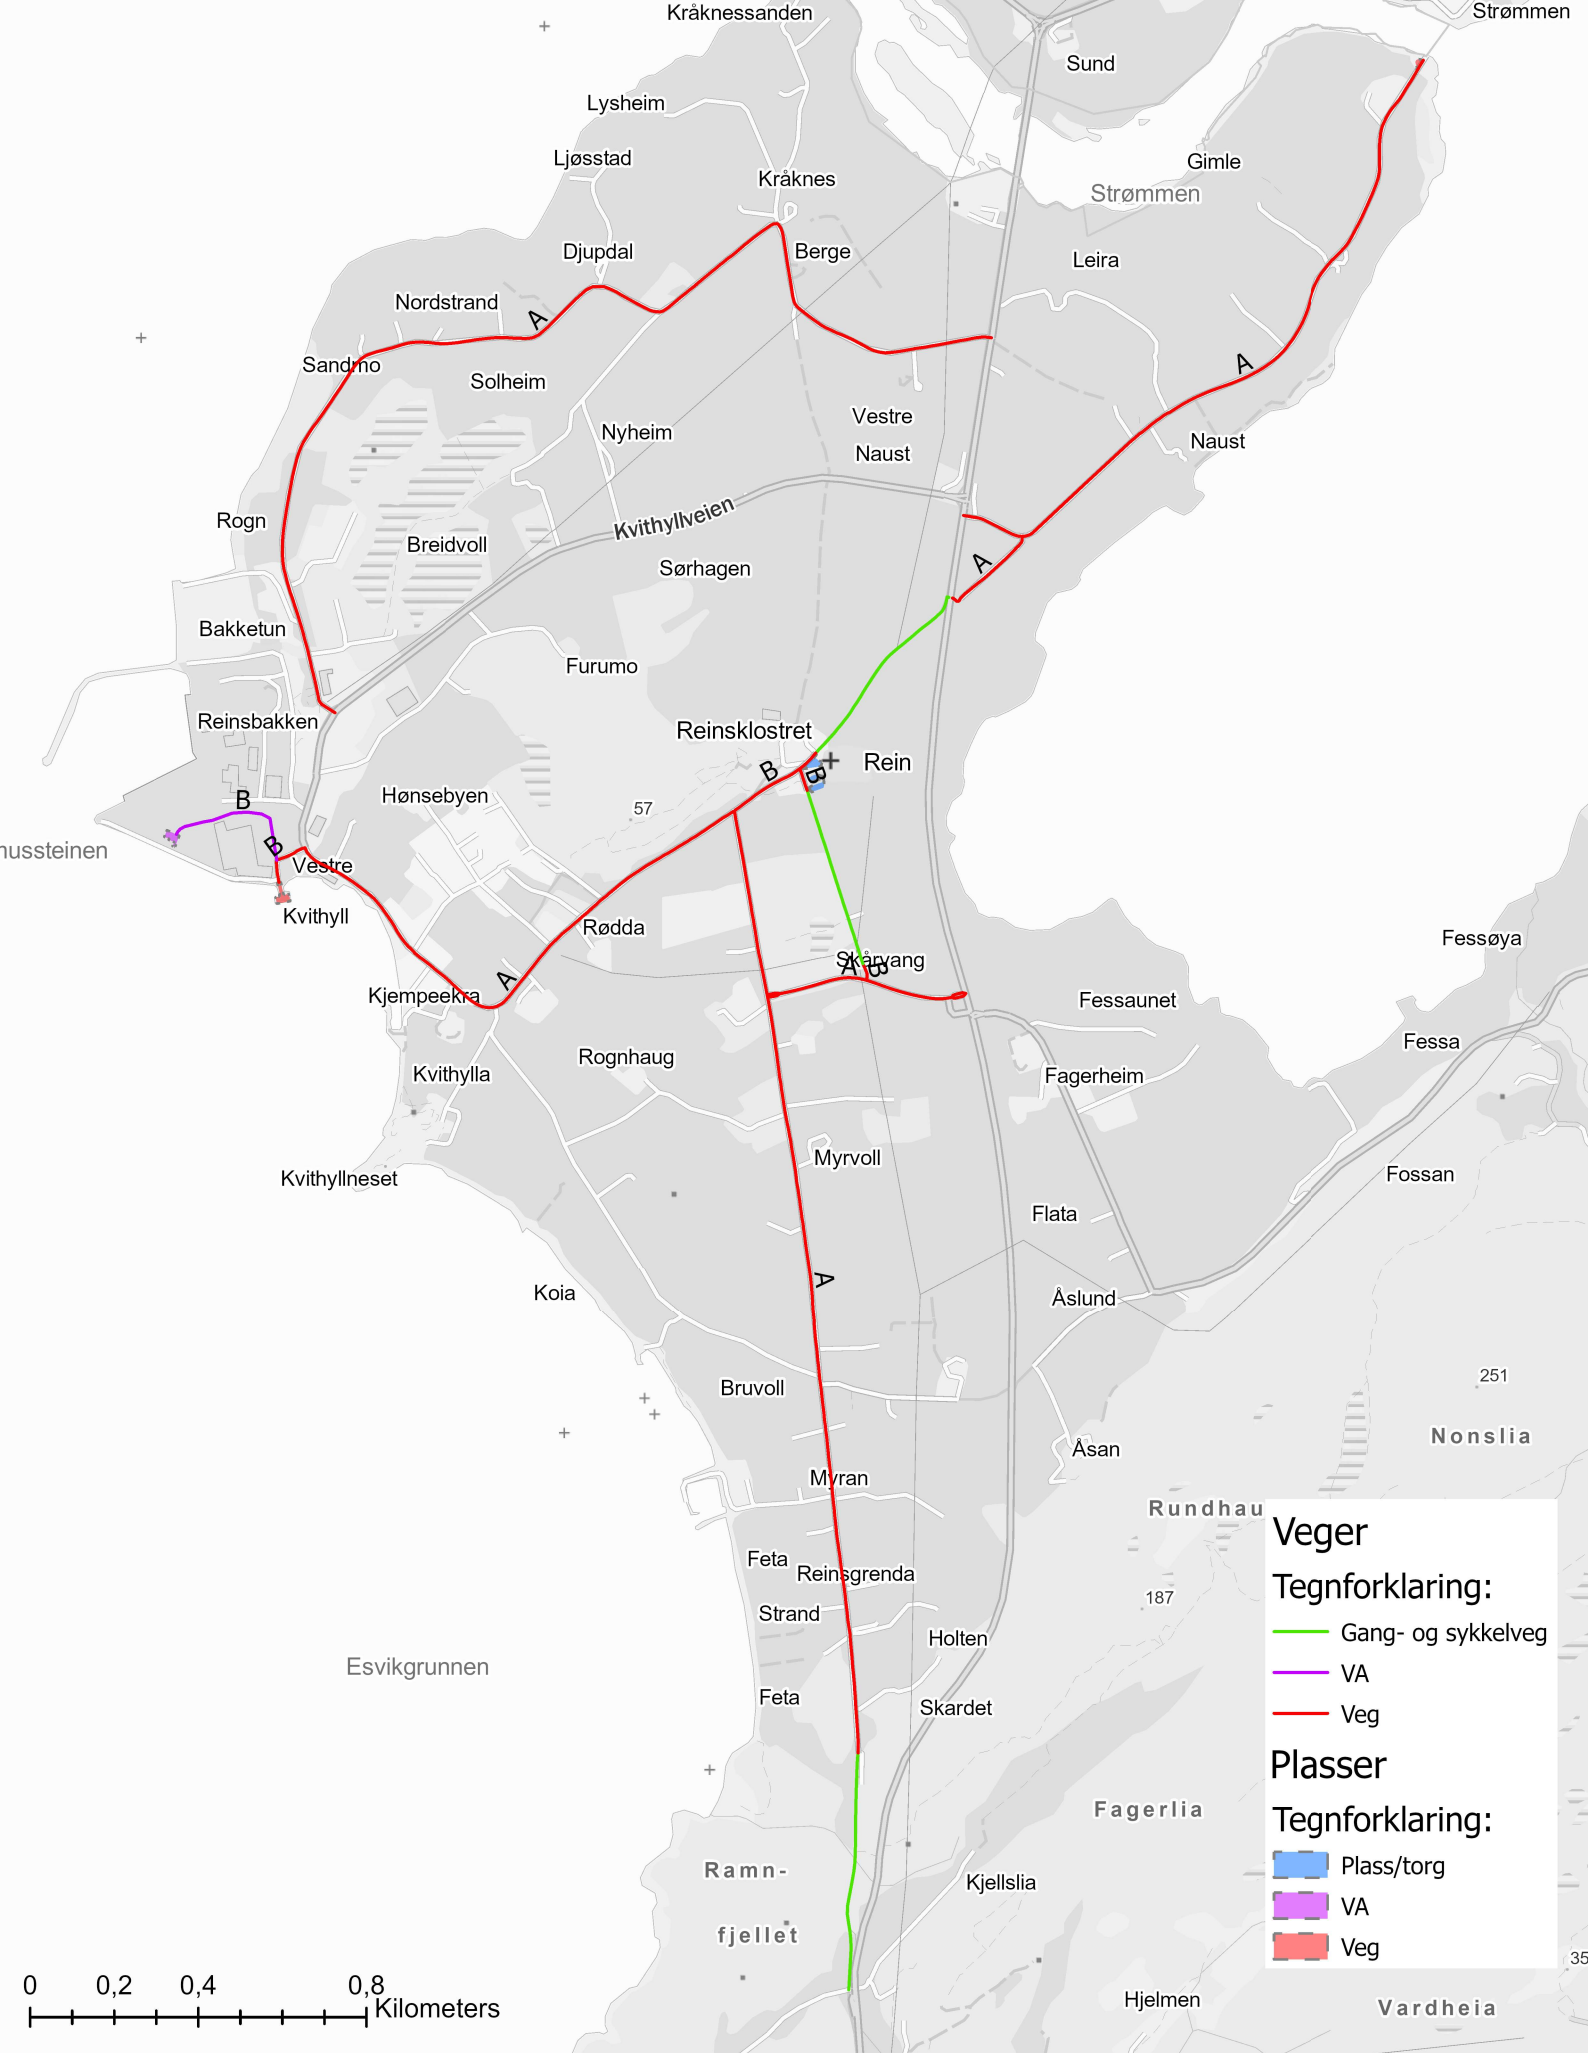 Kråknessanden
Strømmen
Sund
Lysheim
Ljøsstad
Gimle
Kråknes
Strømmen
Djupdal
Berge
Leira
Nordstrand
A
Sandmo
A
Solheim
Vestre
Nyheim
Naust
Naust
Kvithyllveien
Rogn
Breidvoll
Sørhagen
A
Bakketun
Furumo
Reinsbakken
Reinsklostret
Rein
B
B
Hønsebyen
B
57
B
mussteinen
Vestre
Kvithyll
Rødda
Fessøya
Skårvang
A
B
A
Kjempeekra
Fessaunet
Fessa
Rognhaug
Kvithylla
Fagerheim
Myrvoll
Kvithyllneset
Fossan
Flata
A
Koia
Åslund
251
Bruvoll
Nonslia
Åsan
Myran
Rundhau
Veger
Feta
Reinsgrenda
Tegnforklaring:
187
Strand
Gang- og sykkelveg
Holten
Esvikgrunnen
VA
Feta
Skardet
Veg
Plasser
Fagerlia
Tegnforklaring:
Ramn-
Plass/torg
Kjellslia
VA
fjellet
Veg
35
0 0,2 0,4 0,8
Kilometers
Hjelmen
Vardheia